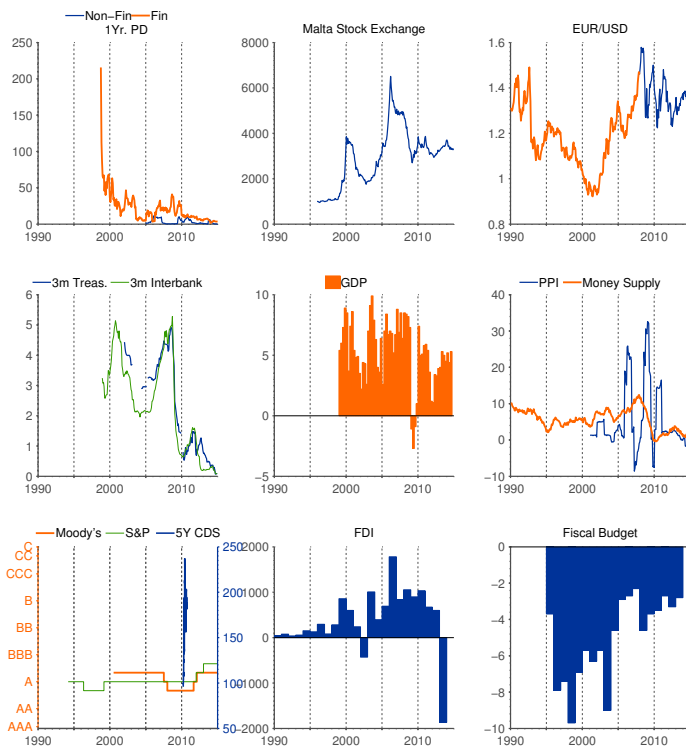 Non−Fin Fin
1Yr. PD
250
200
150
100
50
0
1990 2000 2010
Malta Stock Exchange
8000
6000
4000
2000
0
1990 2000 2010
EUR/USD
1.6
1.4
1.2
1
0.8
1990 2000 2010
3m Treas. 3m Interbank
6
5
4
3
2
1
0
1990 2000 2010
GDP
10
5
0
−5
1990 2000 2010
PPI Money Supply
40
30
20
10
0
−10
1990 2000 2010
Moody's S&P 5Y CDS
C
CC
CCC
B
BB
BBB
A
AA
AAA
250
200
150
100
50
1990 2000 2010
FDI
2000
1000
0
−1000
−2000
1990 2000 2010
Fiscal Budget
0
−2
−4
−6
−8
−10
1990 2000 2010